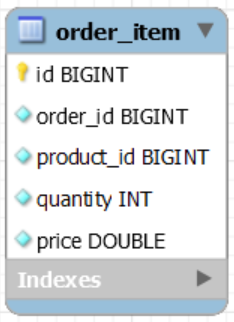 order_item
id BIGINT
order_id BIGINT
product_id BIGINT
quantity INT
price DOUBLE
Indexes